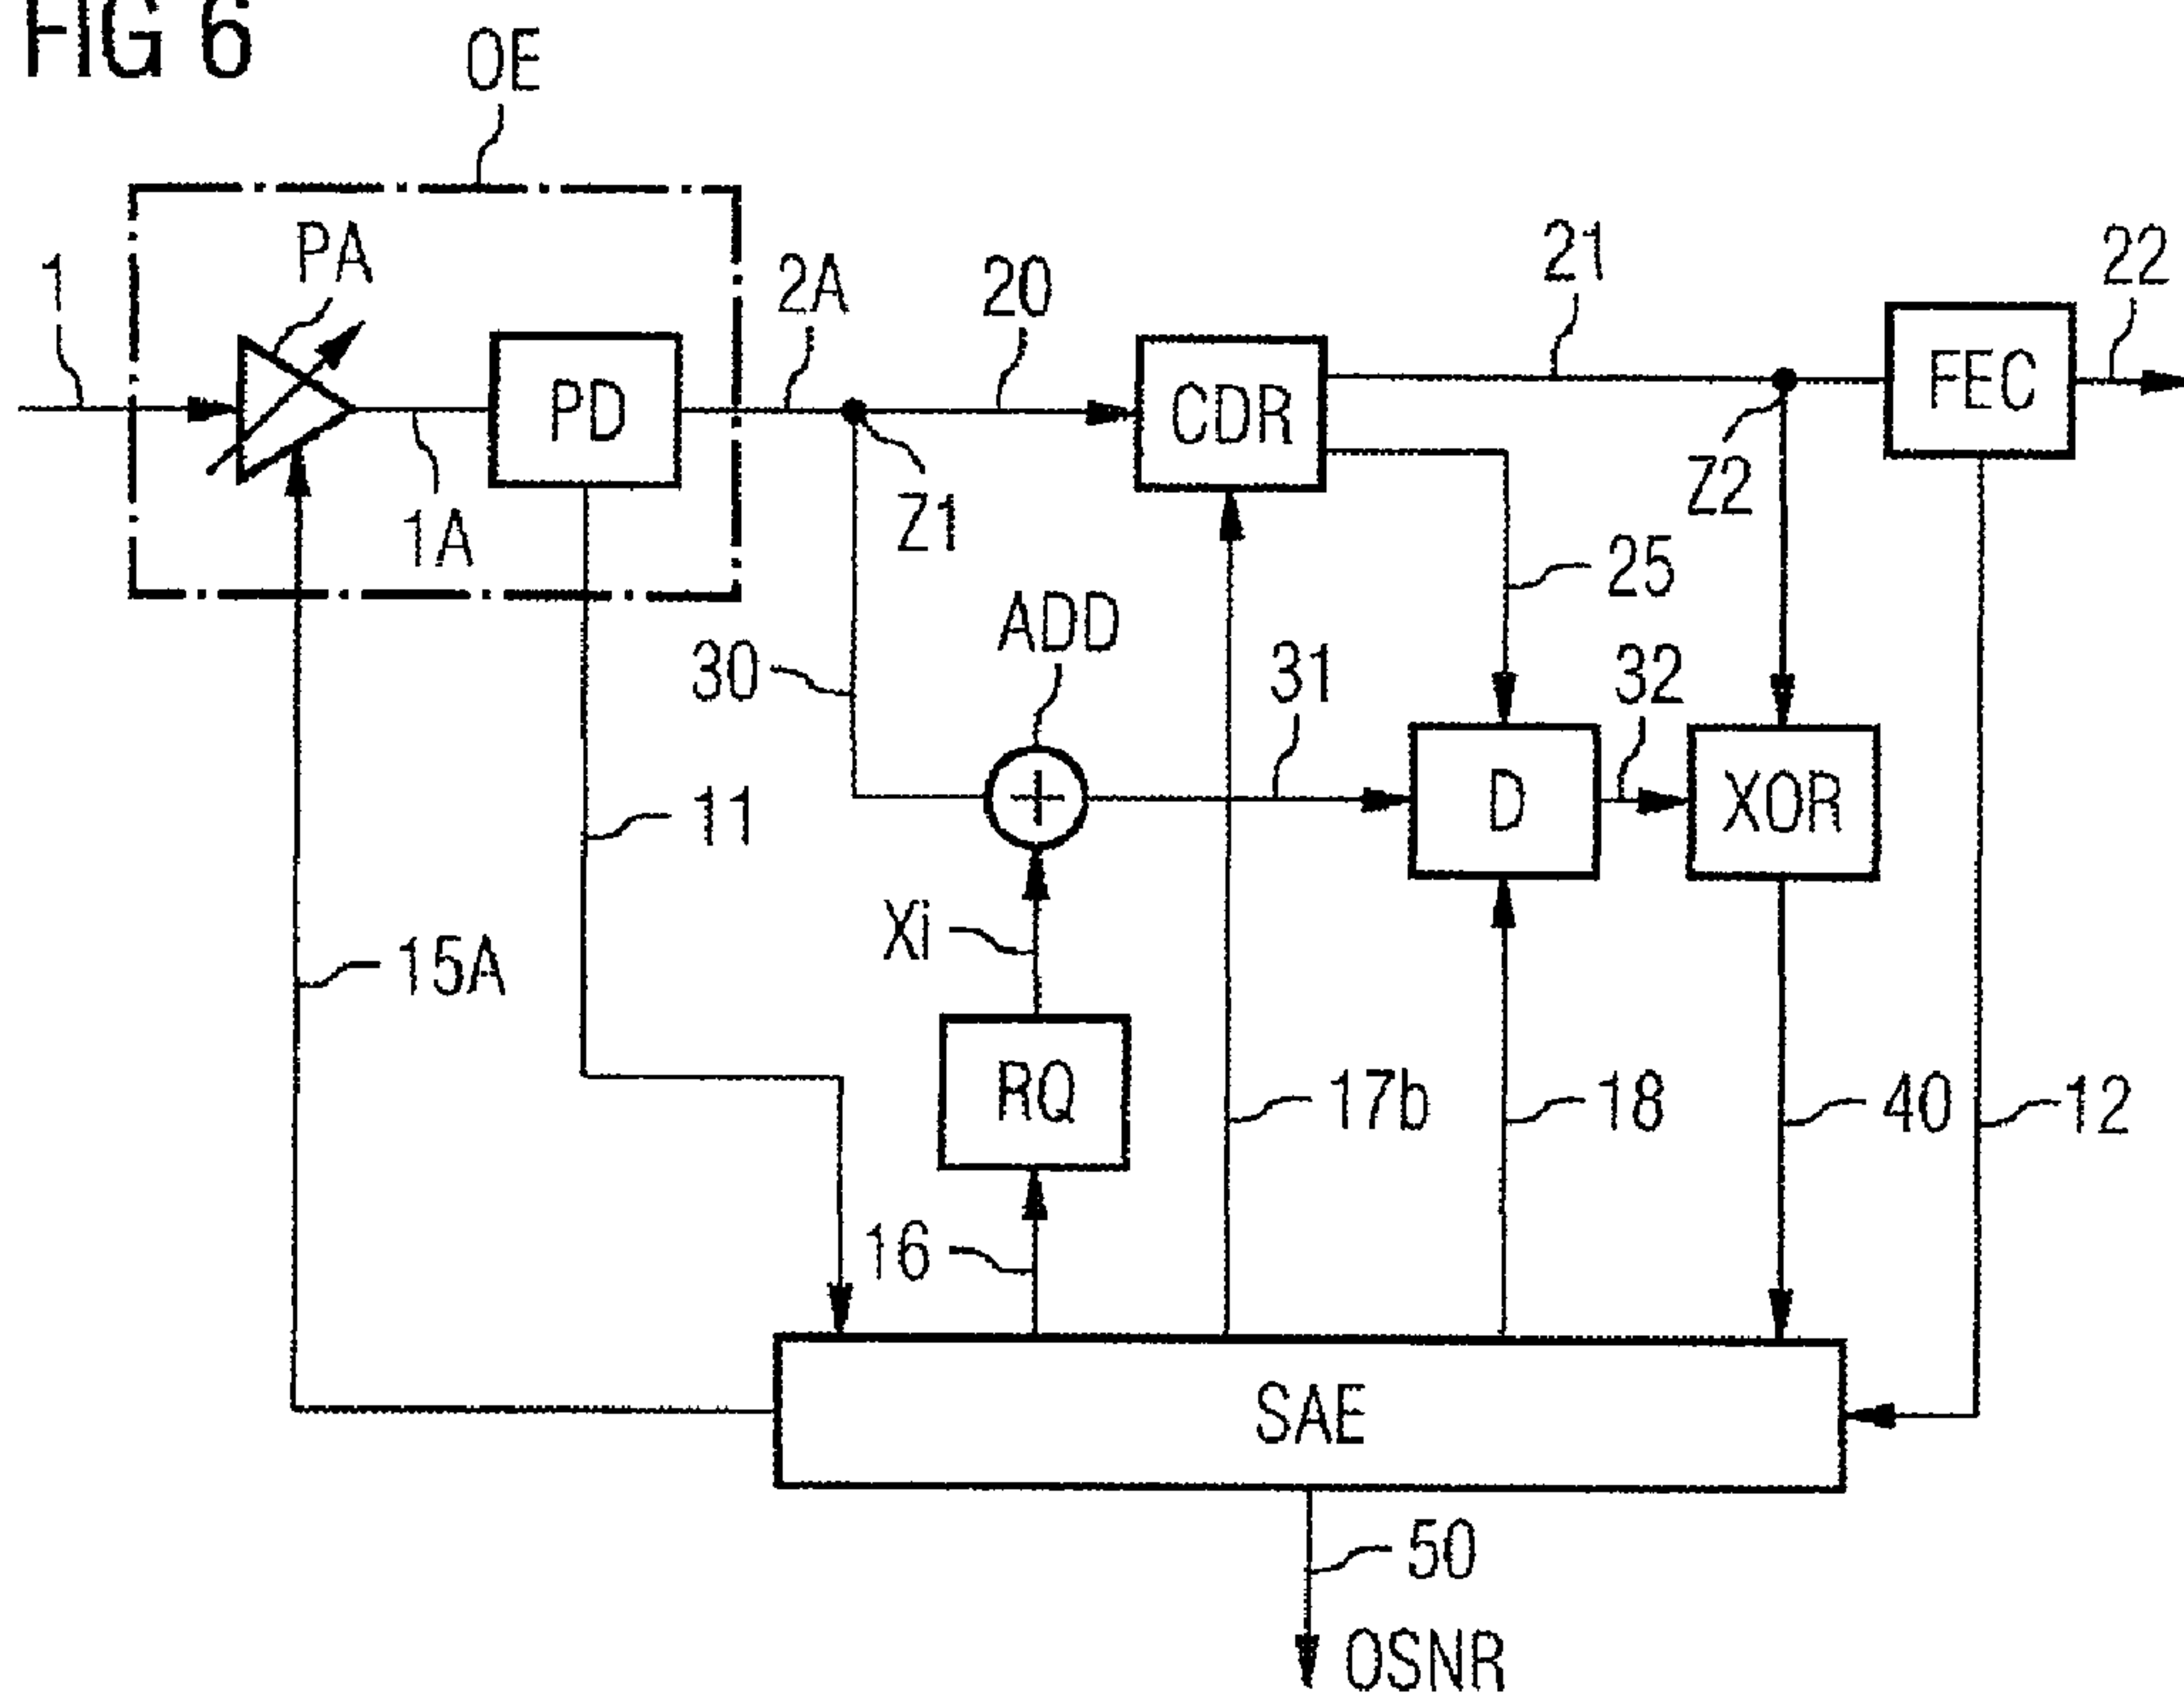 FIG 6
OE
PA
1
2A
20
21
22
PD
CDR
FEC
1A
Z1
Z2
25
ADD
30
31
32
D
XOR
11
Xi
15A
RQ
17b
18
40
12
16
SAE
50
OSNR